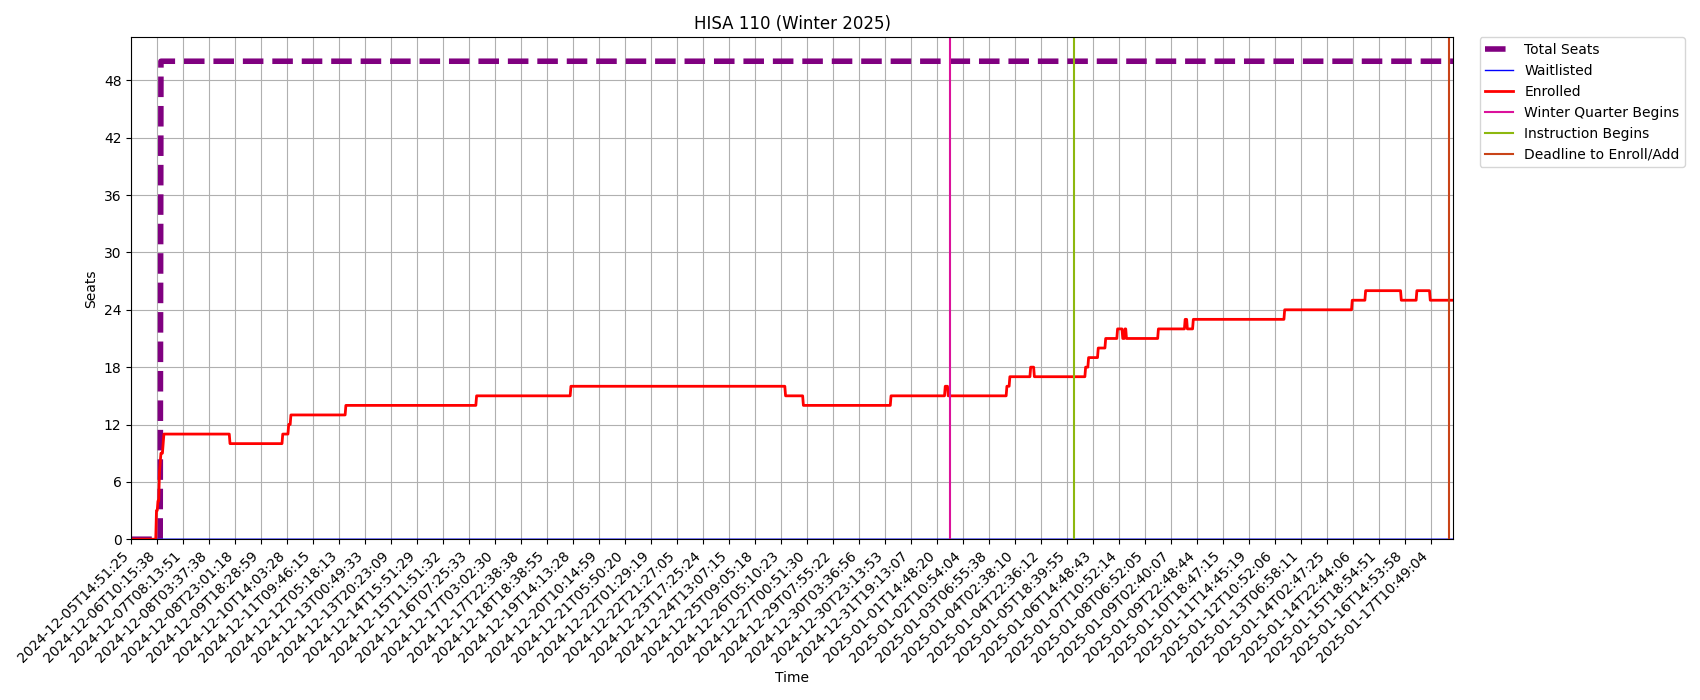 HISA 110 (Winter 2025)
Total Seats
Waitlisted
Enrolled
Winter Quarter Begins
Instruction Begins
Deadline to Enroll/Add
Seats
48
42
36
30
24
18
12
6
0
2024-12-05T14:51:25
2024-12-06T10:15:38
2024-12-07T08:13:51
2024-12-08T03:37:38
2024-12-08T23:01:18
2024-12-09T18:28:59
2024-12-10T14:03:28
2024-12-11T09:46:15
2024-12-12T05:18:13
2024-12-13T00:49:33
2024-12-13T20:23:09
2024-12-14T15:51:29
2024-12-15T11:51:32
2024-12-16T07:25:33
2024-12-17T03:02:30
2024-12-17T22:38:38
2024-12-18T18:38:55
2024-12-19T14:13:28
2024-12-20T10:14:59
2024-12-21T05:50:20
2024-12-22T01:29:19
2024-12-22T21:27:05
2024-12-23T17:25:24
2024-12-24T13:07:15
2024-12-25T09:05:18
2024-12-26T05:10:23
2024-12-27T00:51:30
2024-12-29T07:55:22
2024-12-30T03:36:56
2024-12-30T23:13:53
2024-12-31T19:13:07
2025-01-01T14:48:20
2025-01-02T10:54:04
2025-01-03T06:55:38
2025-01-04T02:38:10
2025-01-04T22:36:12
2025-01-05T18:39:55
2025-01-06T14:48:43
2025-01-07T10:52:14
2025-01-08T06:52:05
2025-01-09T02:40:07
2025-01-09T22:48:44
2025-01-10T18:47:15
2025-01-11T14:45:19
2025-01-12T10:52:06
2025-01-13T06:58:11
2025-01-14T02:47:25
2025-01-14T22:44:06
2025-01-15T18:54:51
2025-01-16T14:53:58
2025-01-17T10:49:04
Time